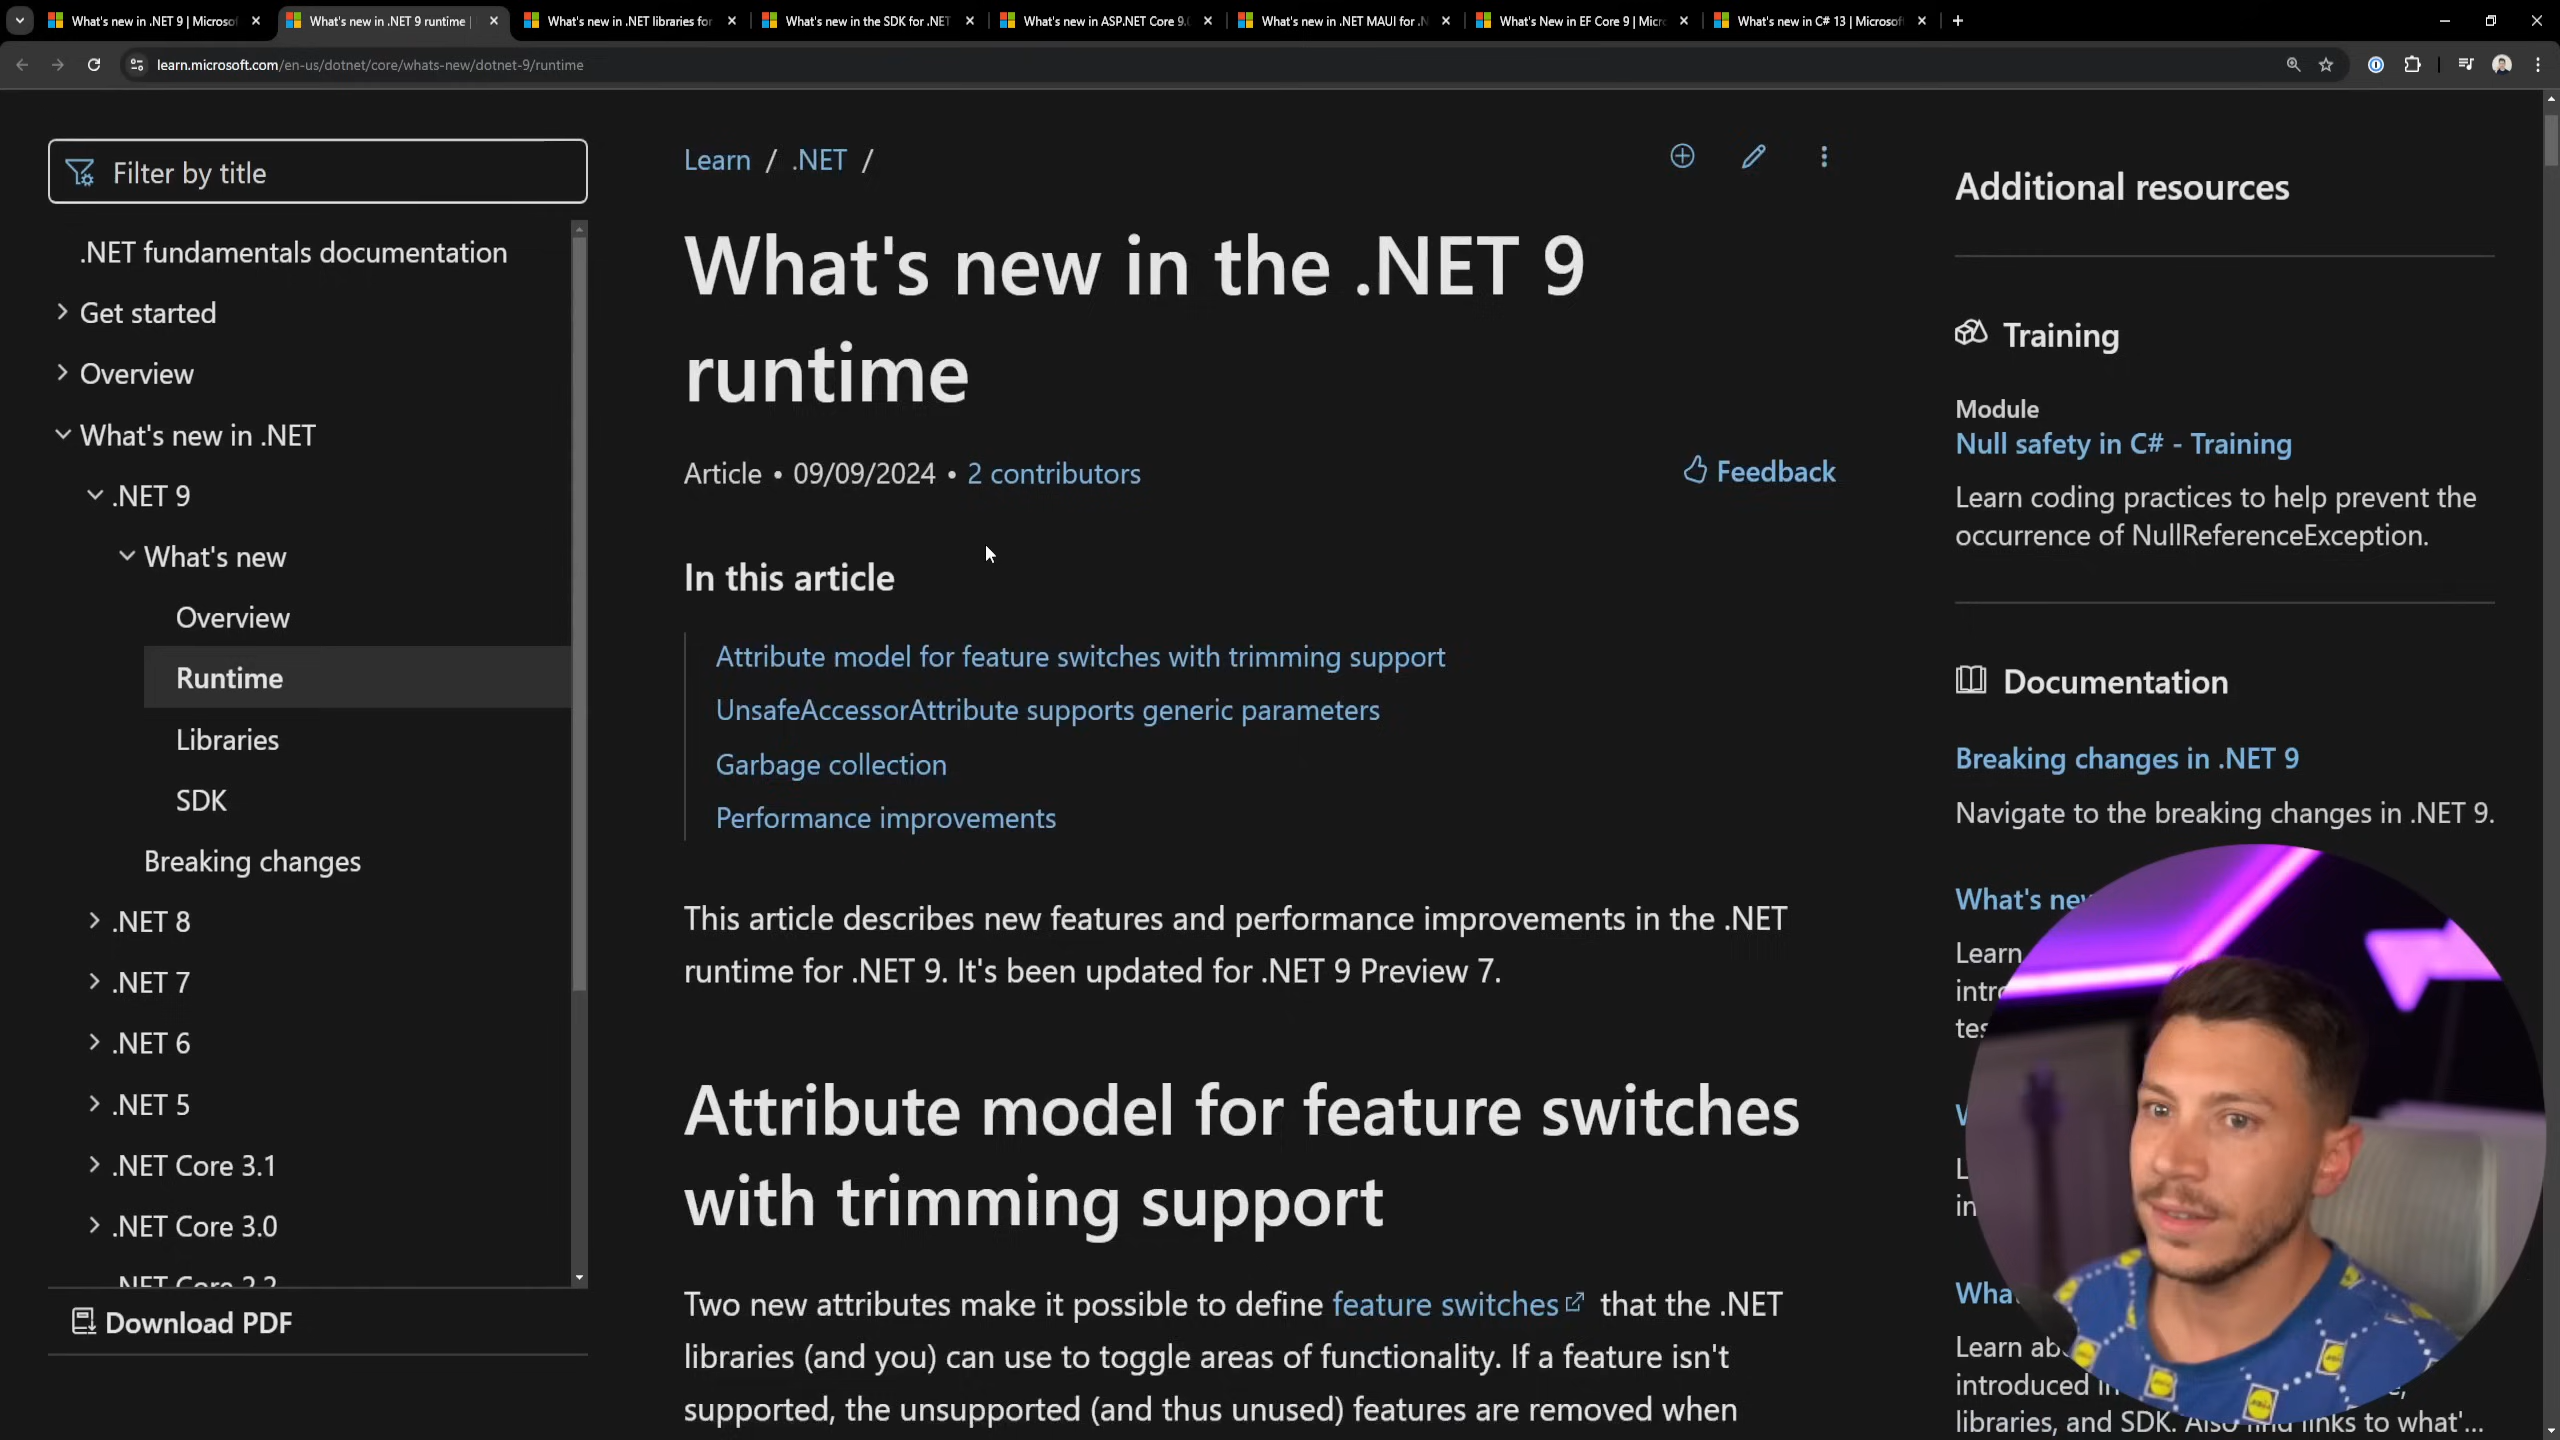 What's new in .NET 9 | Microsof
What's new in .NET 9 runtime |
What's new in .NET libraries for
What's new in the SDK for .NET
What's new in ASP.NET Core 9.0
What's new in .NET MAUI for .N
What's New in EF Core 9 | Micro
What's new in C# 13 | Microsof
learn.microsoft.com/en-us/dotnet/core/whats-new/dotnet-9/runtime
Filter by title
.NET fundamentals documentation
Get started
Overview
What's new in .NET
.NET 9
What's new
Overview
Runtime
Libraries
SDK
Breaking changes
.NET 8
.NET 7
.NET 6
.NET 5
.NET Core 3.1
.NET Core 3.0
.NET Core 2.2
Download PDF
Learn / .NET /
What's new in the .NET 9
runtime
Article • 09/09/2024 • 2 contributors
Feedback
In this article
Attribute model for feature switches with trimming support
UnsafeAccessorAttribute supports generic parameters
Garbage collection
Performance improvements
This article describes new features and performance improvements in the .NET
runtime for .NET 9. It's been updated for .NET 9 Preview 7.
Attribute model for feature switches
with trimming support
Two new attributes make it possible to define feature switches that the .NET
libraries (and you) can use to toggle areas of functionality. If a feature isn't
supported, the unsupported (and thus unused) features are removed when
Additional resources
Training
Module
Null safety in C# - Training
Learn coding practices to help prevent the
occurrence of NullReferenceException.
Documentation
Breaking changes in .NET 9
Navigate to the breaking changes in .NET 9.
What's new
Learn
Learn
introduced in
libraries, and SDK. Also find links to what'...